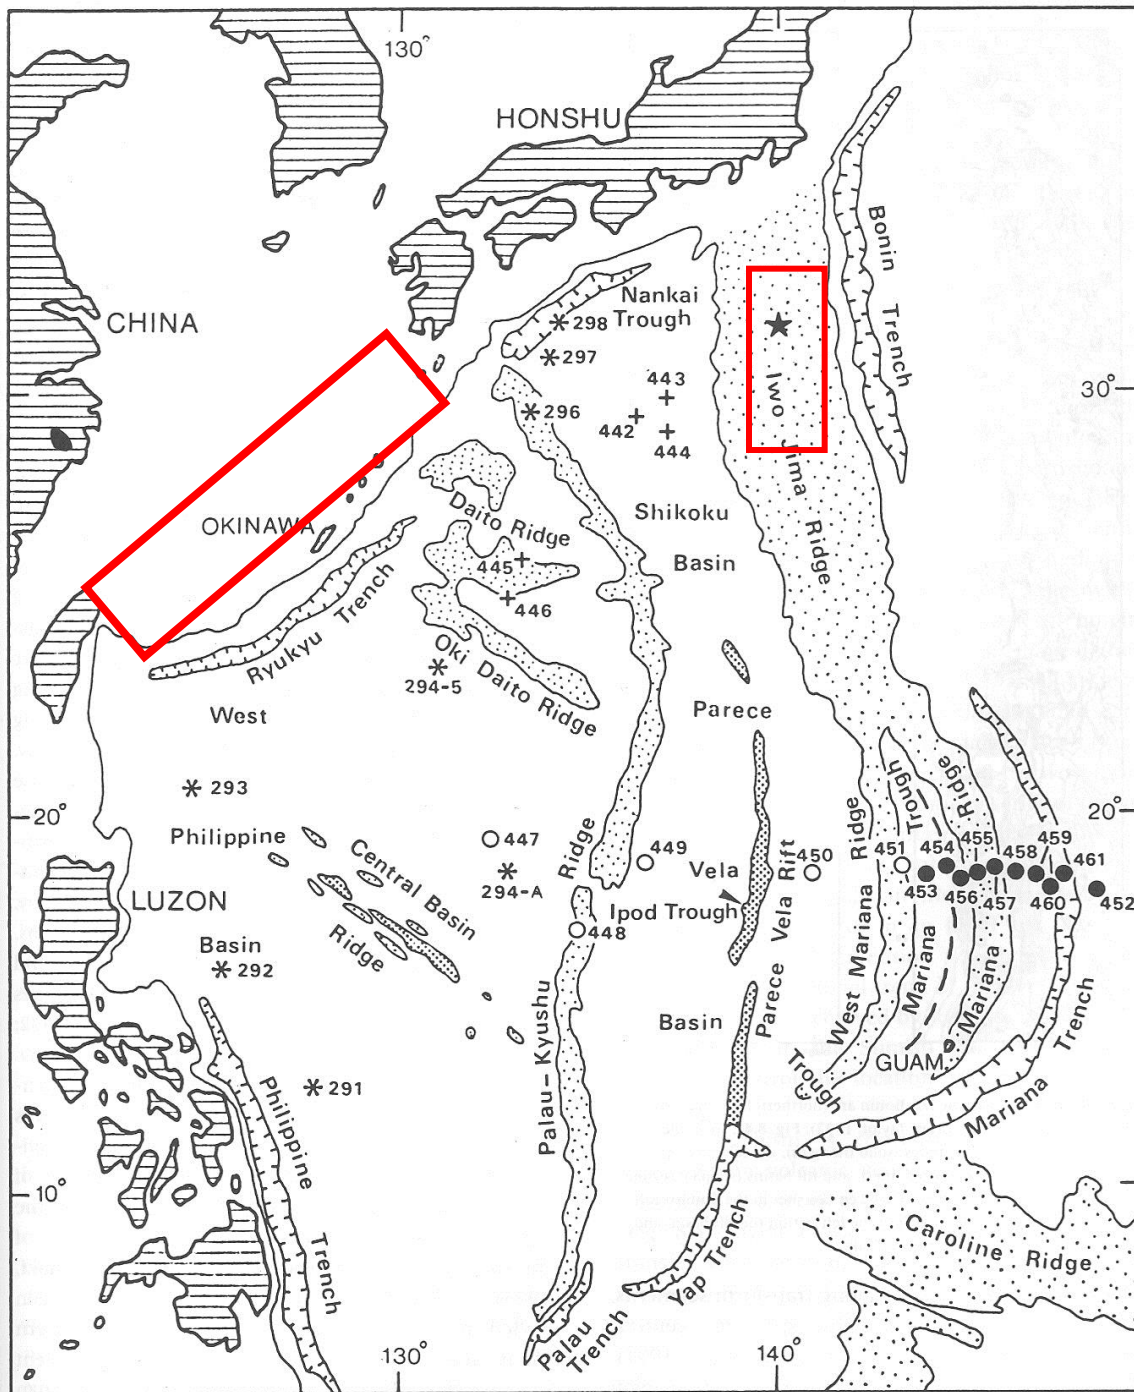 130°
HONSHU
Bonin Trench
Nankai
Trough
CHINA
298
297
443
30°
Iwo Jima Ridge
296
442
444
Shikoku
OKINAWA
Daito Ridge
Basin
445
446
Ryukyu Trench
294-5
Oki Daito Ridge
West
Parece
293
Trough
Ridge
20°
20°
Philippine
447
Central Basin
Ridge
294-A
Ridge
449
Vela
450
451
454
455
458
459
461
453
456
457
460
452
LUZON
Ipod Trough
448
Parece Vela Rift
West Mariana Ridge
Mariana
Mariana
Basin
292
Basin
GUAM
Trough
Mariana Trench
291
Philippine Trench
Palau-Kyushu
10°
Caroline Ridge
Yap Trench
Palau
Trench
130°
140°